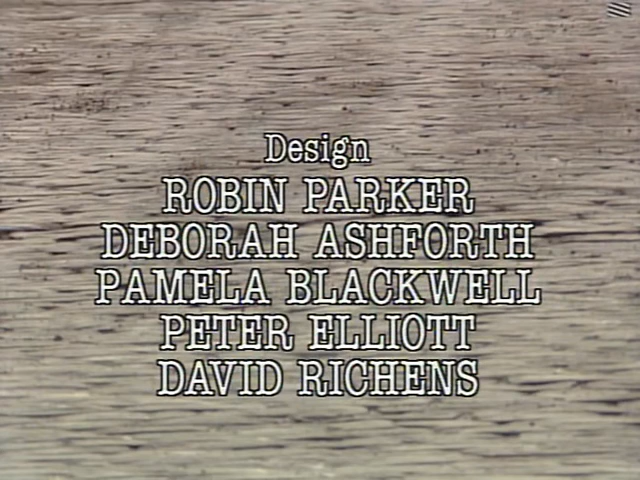 Design
ROBIN PARKER
DEBORAH ASHFORTH
PAMELA BLACKWELL
PETER ELLIOTT
DAVID RICHENS